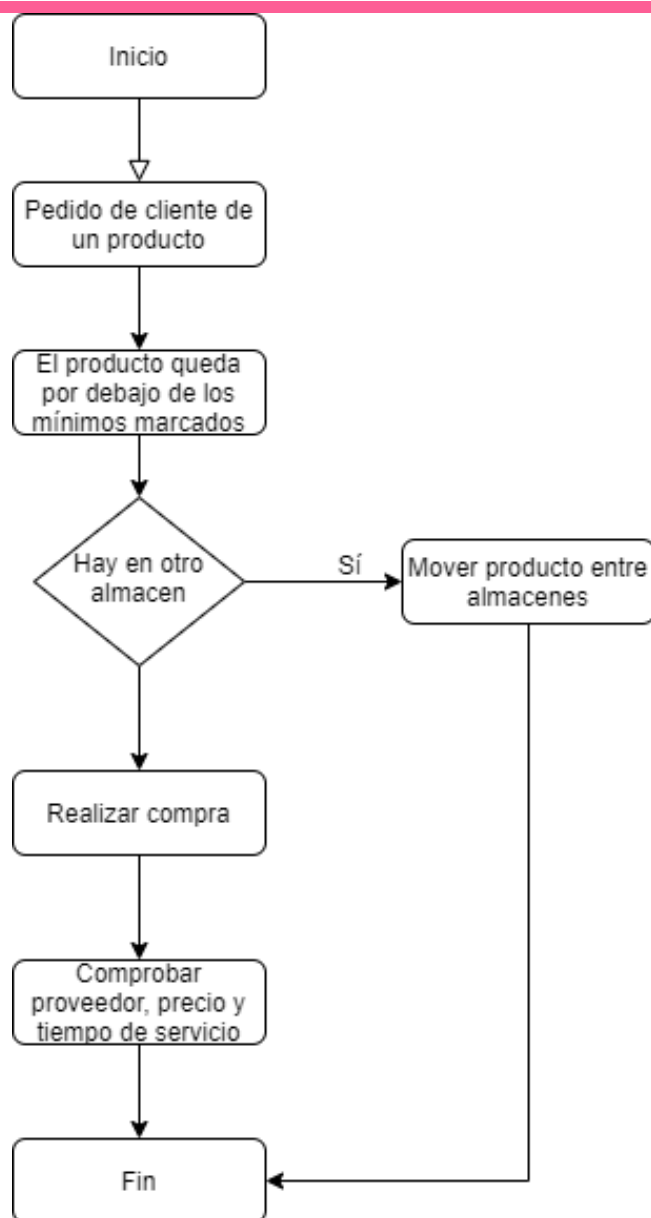 Inicio
Pedido de cliente de
un producto
El producto queda
por debajo de los
mínimos marcados
Hay en otro
almacen
Sí
Mover producto entre
almacenes
Realizar compra
Comprobar
proveedor, precio y
tiempo de servicio
Fin